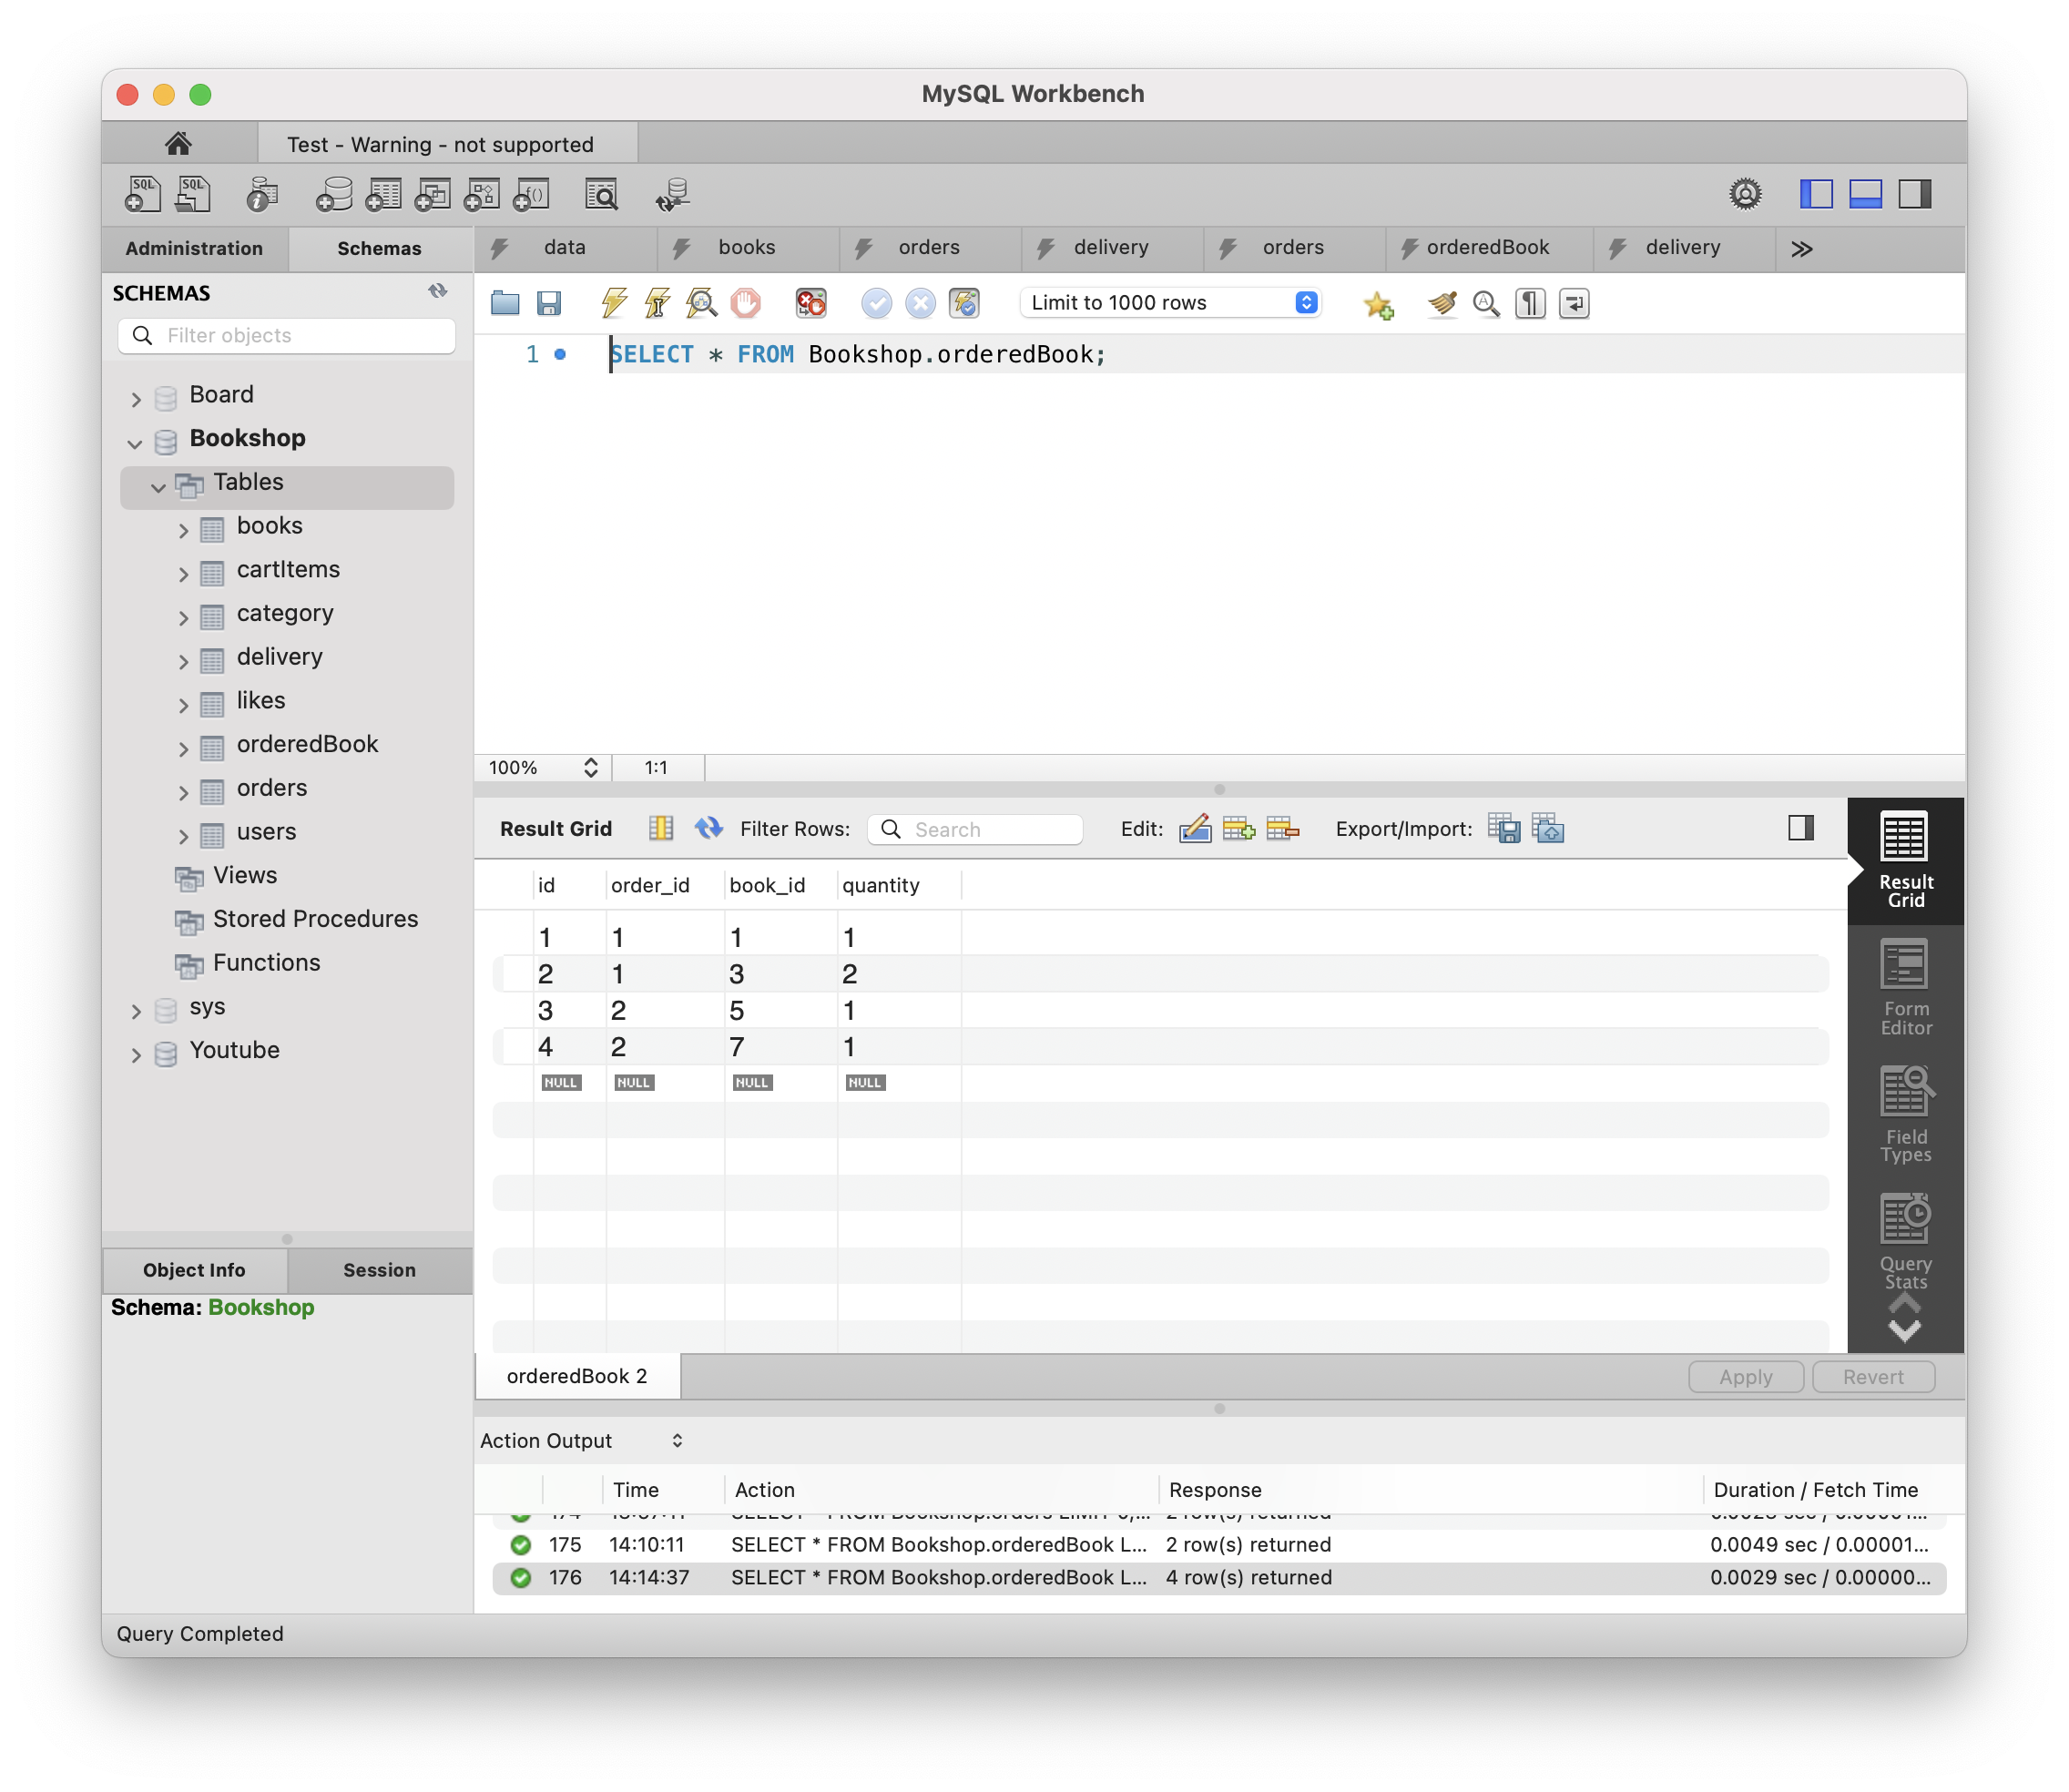 MySQL Workbench
Test - Warning - not supported
Administration
Schemas
data
books
orders
delivery
orders
orderedBook
delivery
SCHEMAS
Filter objects
Limit to 1000 rows
1
SELECT * FROM Bookshop.orderedBook;
Board
Bookshop
Tables
books
cartItems
category
delivery
likes
orderedBook
orders
users
Views
Stored Procedures
Functions
sys
Youtube
100%
1:1
Result Grid
Filter Rows:
Search
Edit:
Export/Import:
id order_id book_id quantity
1 1 1 1
2 1 3 2
3 2 5 1
4 2 7 1
NULL NULL NULL NULL
Result
Grid
Form
Editor
Field
Types
Query
Stats
Object Info
Session
Schema: Bookshop
orderedBook 2
Apply
Revert
Action Output
Time Action Response Duration / Fetch Time
175 14:10:11 SELECT * FROM Bookshop.orderedBook L... 2 row(s) returned 0.0049 sec / 0.00001...
176 14:14:37 SELECT * FROM Bookshop.orderedBook L... 4 row(s) returned 0.0029 sec / 0.00000...
Query Completed